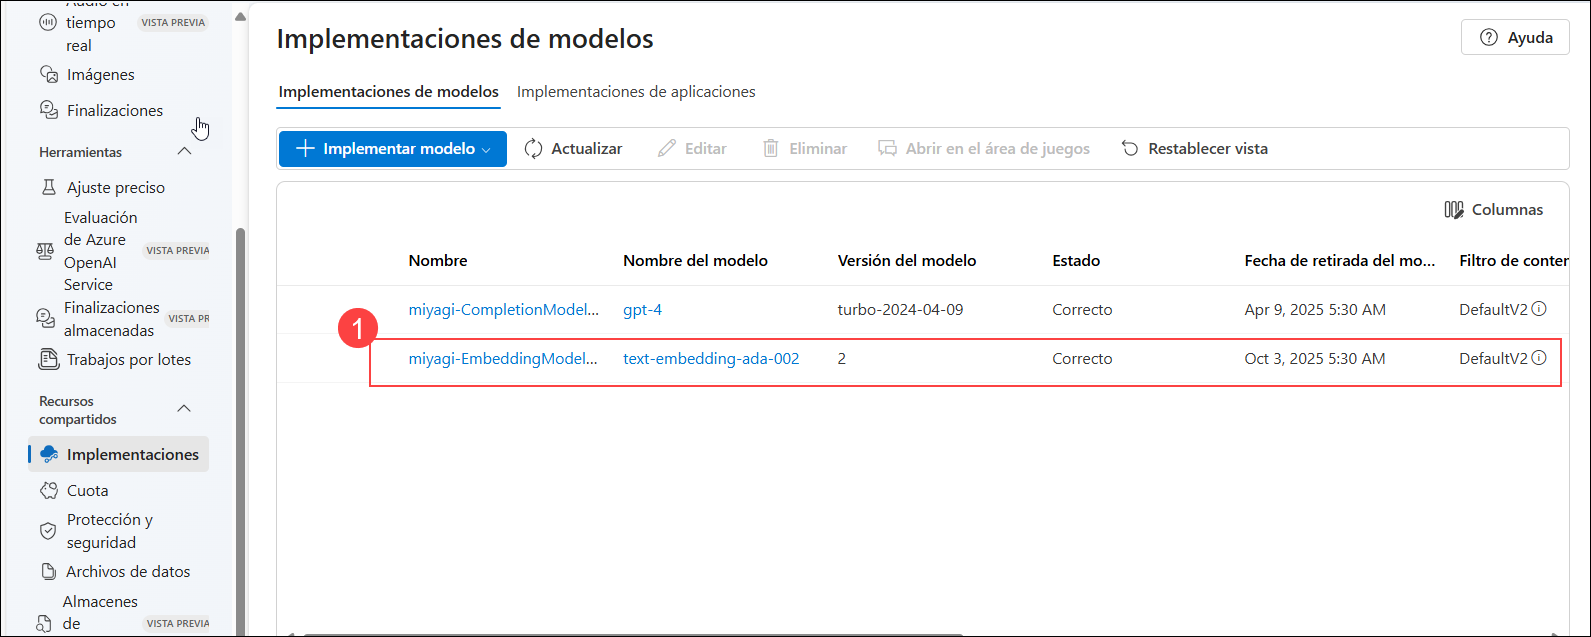 Audio en
tiempo
real
VISTA PREVIA
Imágenes
Finalizaciones
Herramientas
Ajuste preciso
Evaluación
de Azure
OpenAI
Service
VISTA PREVIA
Finalizaciones
almacenadas
VISTA PR
Trabajos por lotes
Recursos
compartidos
Implementaciones
Cuota
Protección y
seguridad
Archivos de datos
Almacenes
de
VISTA PREVIA
Implementaciones de modelos
Ayuda
Implementaciones de modelos Implementaciones de aplicaciones
Implementar modelo Actualizar Editar Eliminar Abrir en el área de juegos Restablecer vista
Columnas
Nombre Nombre del modelo Versión del modelo Estado Fecha de retirada del mo... Filtro de conter
miyagi-CompletionModel... gpt-4 turbo-2024-04-09 Correcto Apr 9, 2025 5:30 AM DefaultV2
1
miyagi-EmbeddingModel... text-embedding-ada-002 2 Correcto Oct 3, 2025 5:30 AM DefaultV2